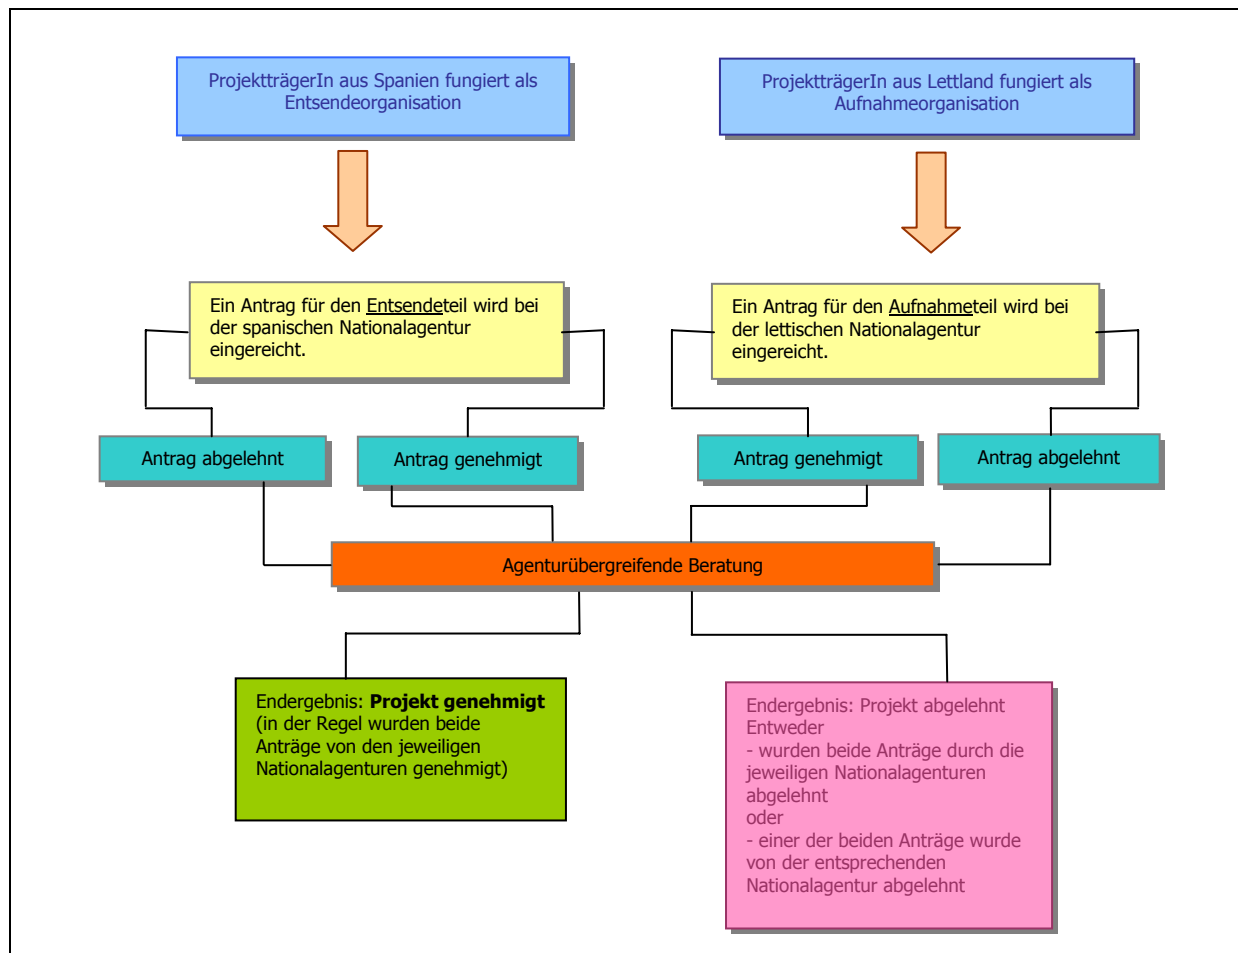 ProjektträgerIn aus Spanien fungiert als
Entsendeorganisation
ProjektträgerIn aus Lettland fungiert als
Aufnahmeorganisation
Ein Antrag für den Entsendeteil wird bei
der spanischen Nationalagentur
eingereicht.
Ein Antrag für den Aufnahmeteil wird bei
der lettischen Nationalagentur
eingereicht.
Antrag abgelehnt
Antrag genehmigt
Antrag genehmigt
Antrag abgelehnt
Agenturübergreifende Beratung
Endergebnis: Projekt genehmigt
(in der Regel wurden beide
Anträge von den jeweiligen
Nationalagenturen genehmigt)
Endergebnis: Projekt abgelehnt
Entweder
- wurden beide Anträge durch die
jeweiligen Nationalagenturen
abgelehnt
oder
- einer der beiden Anträge wurde
von der entsprechenden
Nationalagentur abgelehnt